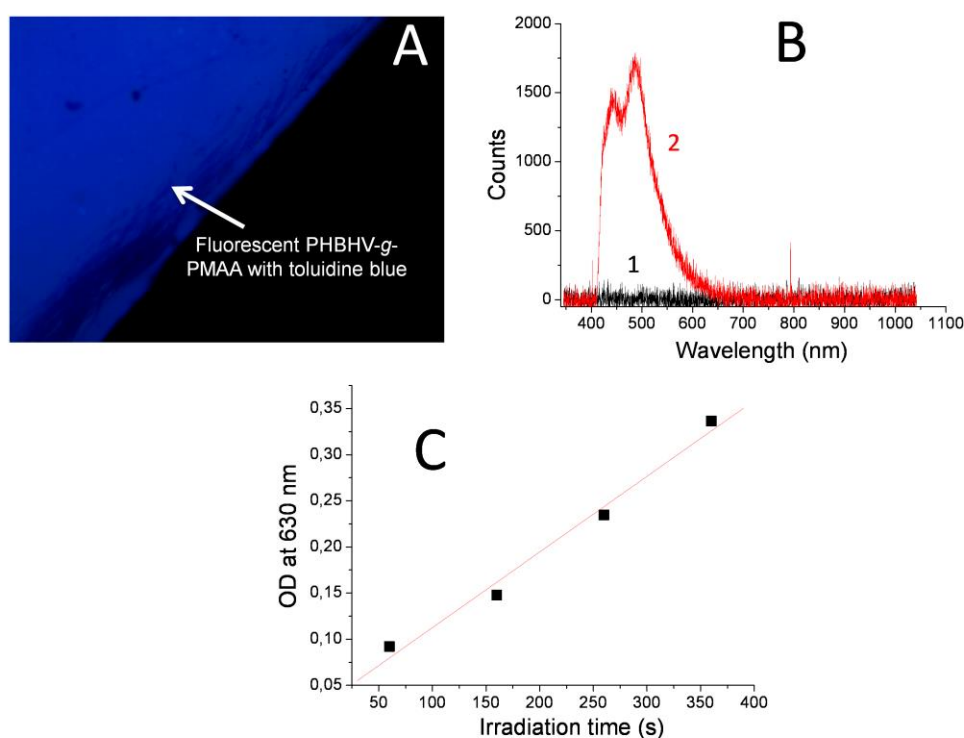 A
Fluorescent PHBHV-g-
PMAA with toluidine blue
B
2000
1500
1000
500
0
Counts
1
2
400 500 600 700 800 900 1000 1100
Wavelength (nm)
C
0,35
0,30
0,25
0,20
0,15
0,10
0,05
OD at 630 nm
50 100 150 200 250 300 350 400
Irradiation time (s)